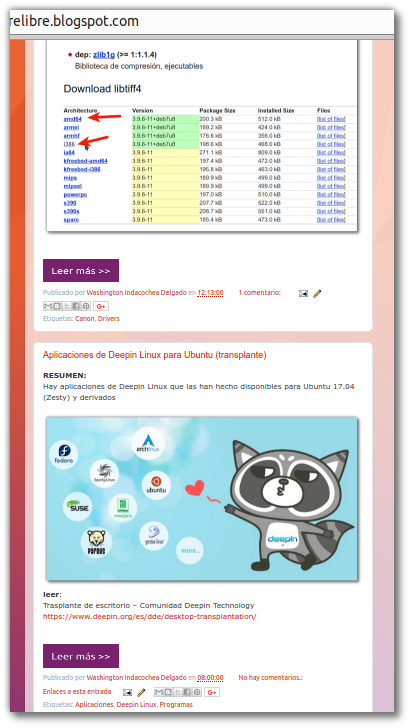 relibre.blogspot.com
dep: zlib1g (>= 1:1.1.4)
Biblioteca de compresión, ejecutables
Download libtiff4
Architecture Version Package Size Installed Size Files
amd64 3.9.6-11+deb7u8 200.3 kB 512.0 kB [list of files]
armel 3.9.6-11+deb7u8 189.2 kB 424.0 kB [list of files]
armhf 3.9.6-11+deb7u8 176.6 kB 356.0 kB [list of files]
i386 3.9.6-11+deb7u8 198.6 kB 468.0 kB [list of files]
ia64 3.9.6-11 271.1 kB 809.0 kB [list of files]
kfreebsd-amd64 3.9.6-11 197.4 kB 472.0 kB [list of files]
kfreebsd-i386 3.9.6-11 195.8 kB 463.0 kB [list of files]
mips 3.9.6-11 189.9 kB 499.0 kB [list of files]
mipsel 3.9.6-11 189.9 kB 499.0 kB [list of files]
powerpc 3.9.6-11 197.0 kB 510.0 kB [list of files]
s390 3.9.6-11 207.7 kB 522.0 kB [list of files]
s390x 3.9.6-11 206.7 kB 551.0 kB [list of files]
sparc 3.9.6-11 185.4 kB 473.0 kB [list of files]
Leer más >>
Publicado por Washington Indacochea Delgado en 12:13:00 1 comentario:
G+
Etiquetas: Canon, Drivers
Aplicaciones de Deepin Linux para Ubuntu (transplante)
RESUMEN:
Hay aplicaciones de Deepin Linux que las han hecho disponibles para Ubuntu 17.04
(Zesty) y derivados
archlinux
fedora
SparkyLinux
ubuntu
SUSE
manjaro
gentoo linux
PARDUS
more...
deepin
leer:
Trasplante de escritorio – Comunidad Deepin Technology
https://www.deepin.org/es/dde/desktop-transplantation/
Leer más >>
Publicado por Washington Indacochea Delgado en 08:00:00 No hay comentarios.:
Enlaces a esta entrada G+
Etiquetas: Aplicaciones, Deepin Linux, Programas